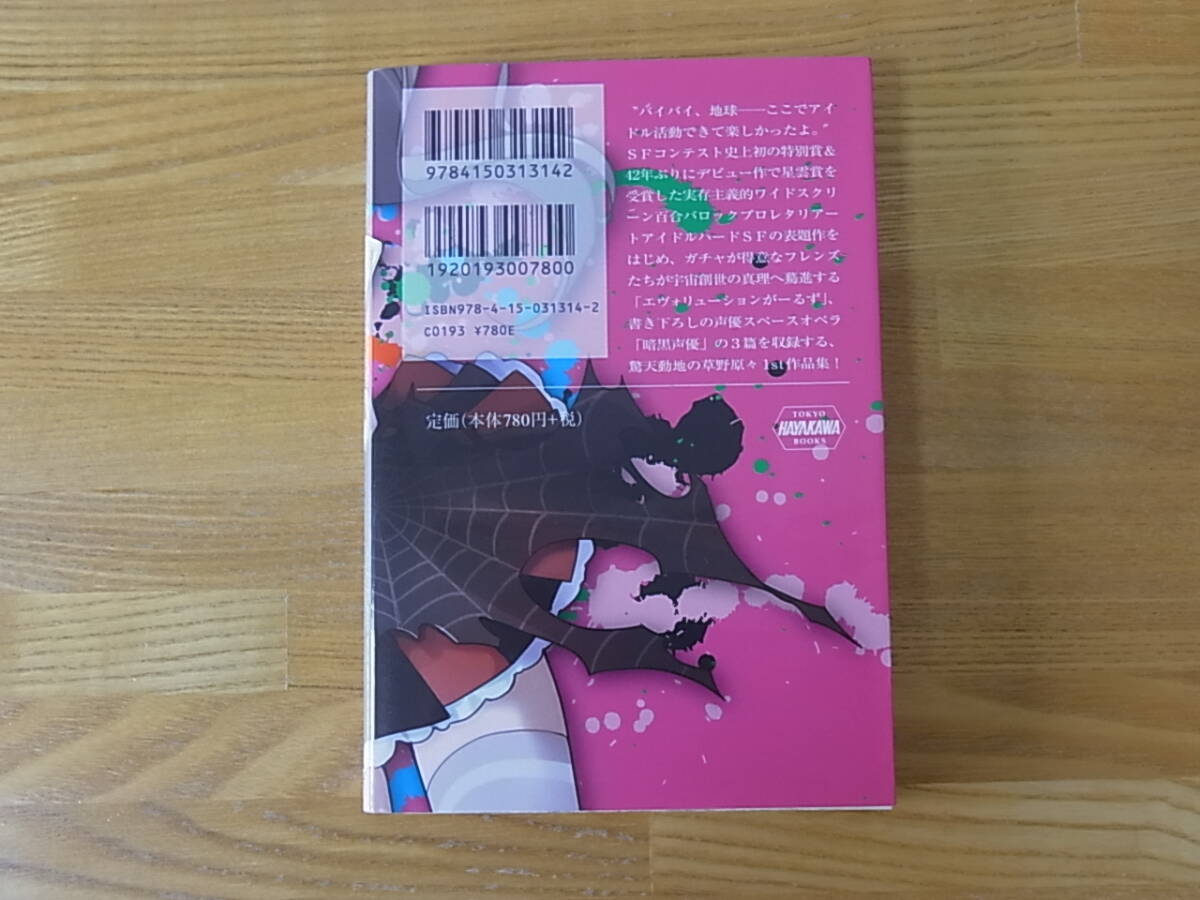 9784150313142
1920193007800
ISBN978-4-15-031314-2
C0193 ¥780E
定価(本体780円+税)
“バイバイ、地球――ここでアイ
ドル活動できて楽しかったよ。”
SFコンテスト史上初の特別賞&
42年ぶりにデビュー作で星雲賞を
受賞した実存主義的ワイドスクリ
ーン百合バロックプロレタリアー
トアイドルハードSFの表題作を
はじめ、ガチャが得意なフレンズ
たちが宇宙創世の真理へ驀進する
「エヴォリューションがーるず」、
書き下ろしの声優スペースオペラ
「暗黒声優」の3篇を収録する、
驚天動地の草野原々1st作品集!
TOKYO
HAYAKAWA
BOOKS